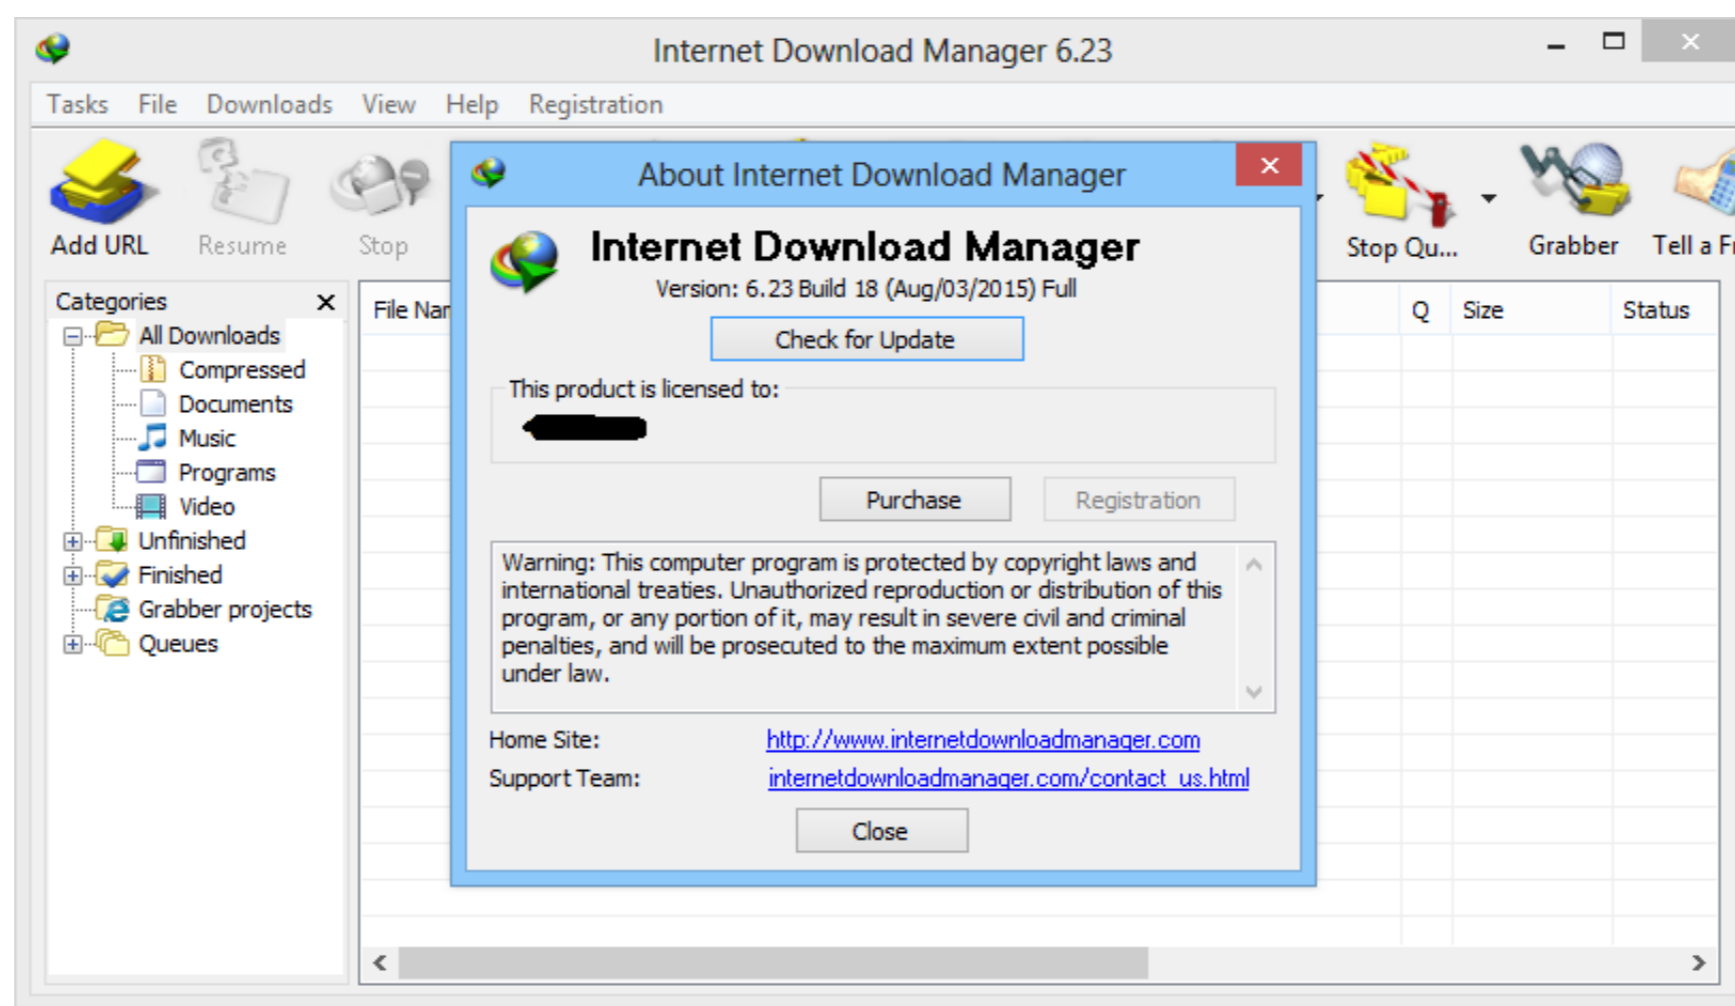 Internet Download Manager 6.23
Tasks File Downloads View Help Registration
Add URL Resume Stop Stop Qu... Grabber Tell a Fr
About Internet Download Manager
Internet Download Manager
Version: 6.23 Build 18 (Aug/03/2015) Full
Check for Update
This product is licensed to:
Purchase Registration
Warning: This computer program is protected by copyright laws and
international treaties. Unauthorized reproduction or distribution of this
program, or any portion of it, may result in severe civil and criminal
penalties, and will be prosecuted to the maximum extent possible
under law.
Home Site: http://www.internetdownloadmanager.com
Support Team: internetdownloadmanager.com/contact_us.html
Close
Categories
All Downloads
Compressed
Documents
Music
Programs
Video
Unfinished
Finished
Grabber projects
Queues
File Nar Q Size Status